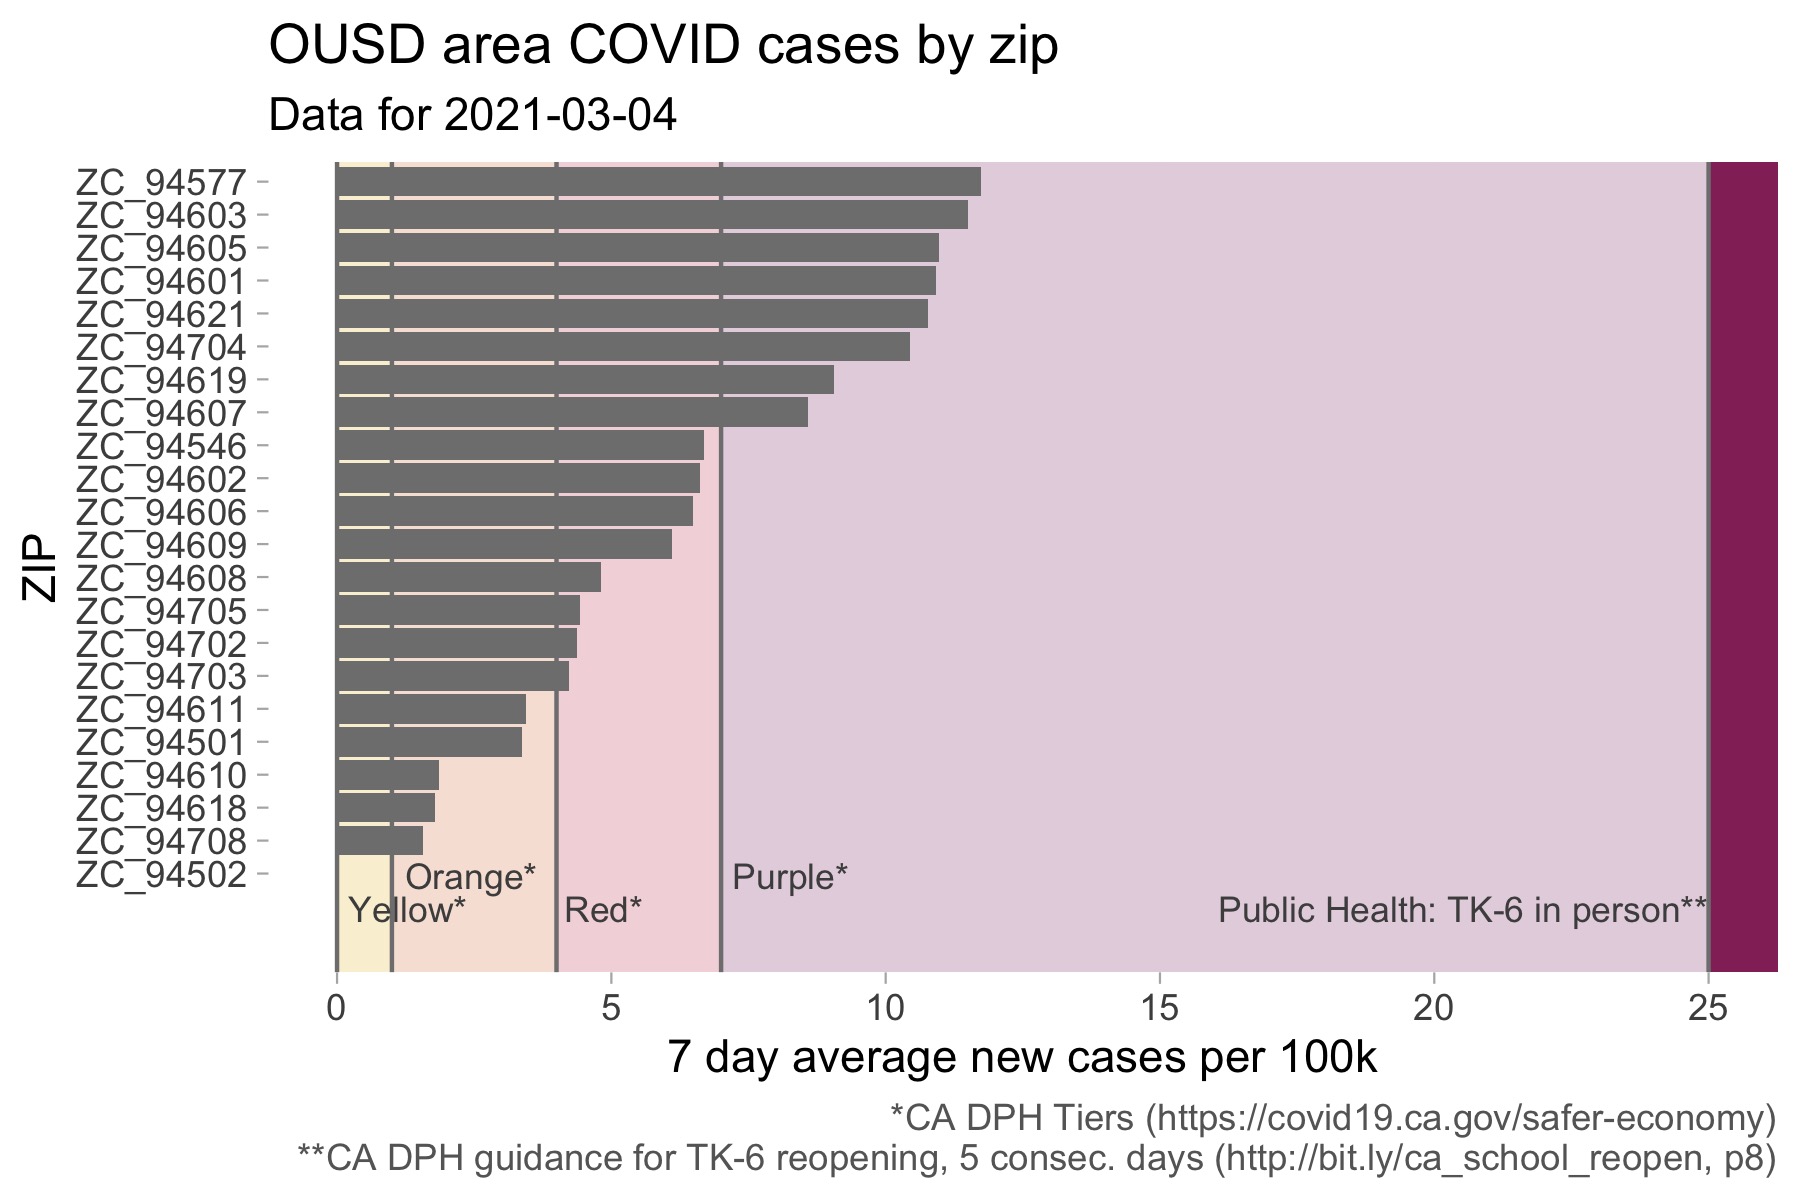 OUSD area COVID cases by zip
Data for 2021-03-04
ZIP
ZC_94577
ZC_94603
ZC_94605
ZC_94601
ZC_94621
ZC_94704
ZC_94619
ZC_94607
ZC_94546
ZC_94602
ZC_94606
ZC_94609
ZC_94608
ZC_94705
ZC_94702
ZC_94703
ZC_94611
ZC_94501
ZC_94610
ZC_94618
ZC_94708
ZC_94502
Orange* Purple*
Yellow* Red* Public Health: TK-6 in person**
0 5 10 15 20 25
7 day average new cases per 100k
*CA DPH Tiers (https://covid19.ca.gov/safer-economy)
**CA DPH guidance for TK-6 reopening, 5 consec. days (http://bit.ly/ca_school_reopen, p8)